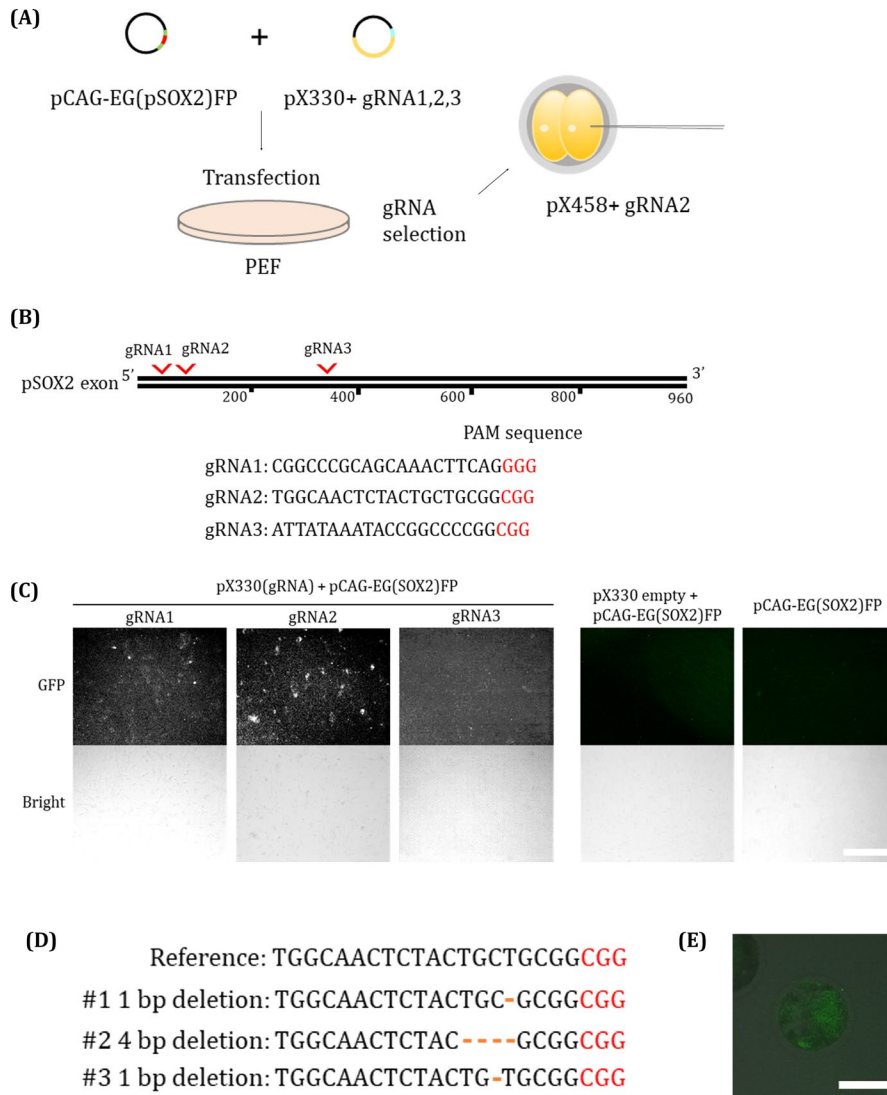 (A)
+
pCAG-EG(pSOX2)FP
pX330+ gRNA1,2,3
Transfection
PEF
gRNA
selection
pX458+ gRNA2
(B)
gRNA1
gRNA2
gRNA3
pSOX2 exon
5’
3’
200
400
600
800
960
PAM sequence
gRNA1: CGGCCCGCAGCAAACTTCAGGGG
gRNA2: TGGCAACTCTACTGCTGCGGCGG
gRNA3: ATTATAAATACCGGCCCCGGCGG
(C)
pX330(gRNA) + pCAG-EG(SOX2)FP
gRNA1
gRNA2
gRNA3
pX330 empty +
pCAG-EG(SOX2)FP
pCAG-EG(SOX2)FP
GFP
Bright
(D)
Reference: TGGCAACTCTACTGCTGCGGCGG
#1 1 bp deletion: TGGCAACTCTACTGC-GCGGCGG
#2 4 bp deletion: TGGCAACTCTAC----GCGGCGG
#3 1 bp deletion: TGGCAACTCTACTG-TGCGGCGG
(E)